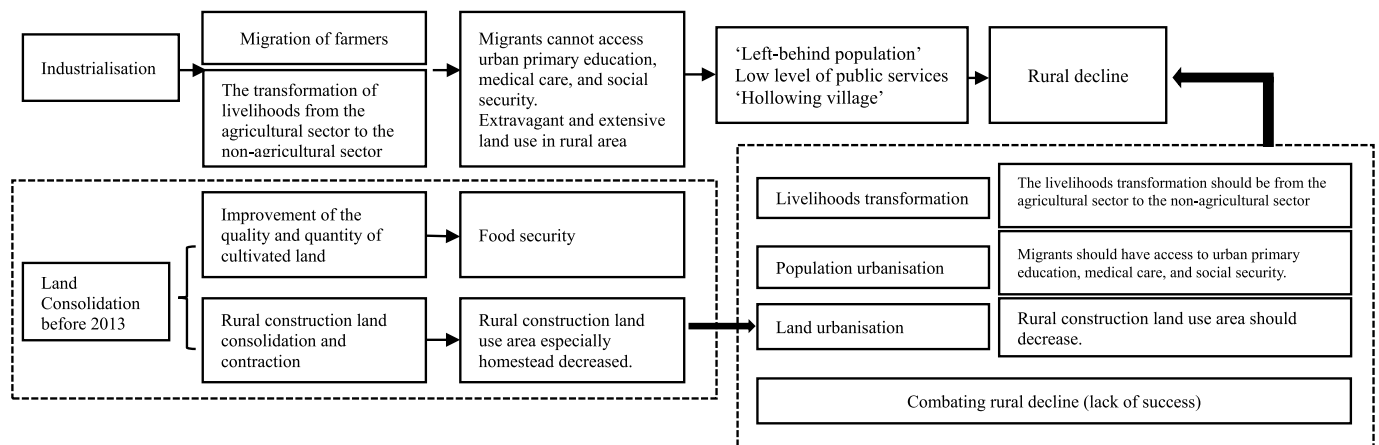 Industrialisation
Migration of farmers
The transformation of
livelihoods from the
agricultural sector to the
non-agricultural sector
Migrants cannot access
urban primary education,
medical care, and social
security.
Extravagant and extensive
land use in rural area
‘Left-behind population’
Low level of public services
‘Hollowing village’
Rural decline
Land
Consolidation
before 2013
Improvement of the
quality and quantity of
cultivated land
Food security
Rural construction land
consolidation and
contraction
Rural construction land
use area especially
homestead decreased.
Livelihoods transformation
The livelihoods transformation should be from the
agricultural sector to the non-agricultural sector
Population urbanisation
Migrants should have access to urban primary
education, medical care, and social security.
Land urbanisation
Rural construction land use area should
decrease.
Combating rural decline (lack of success)